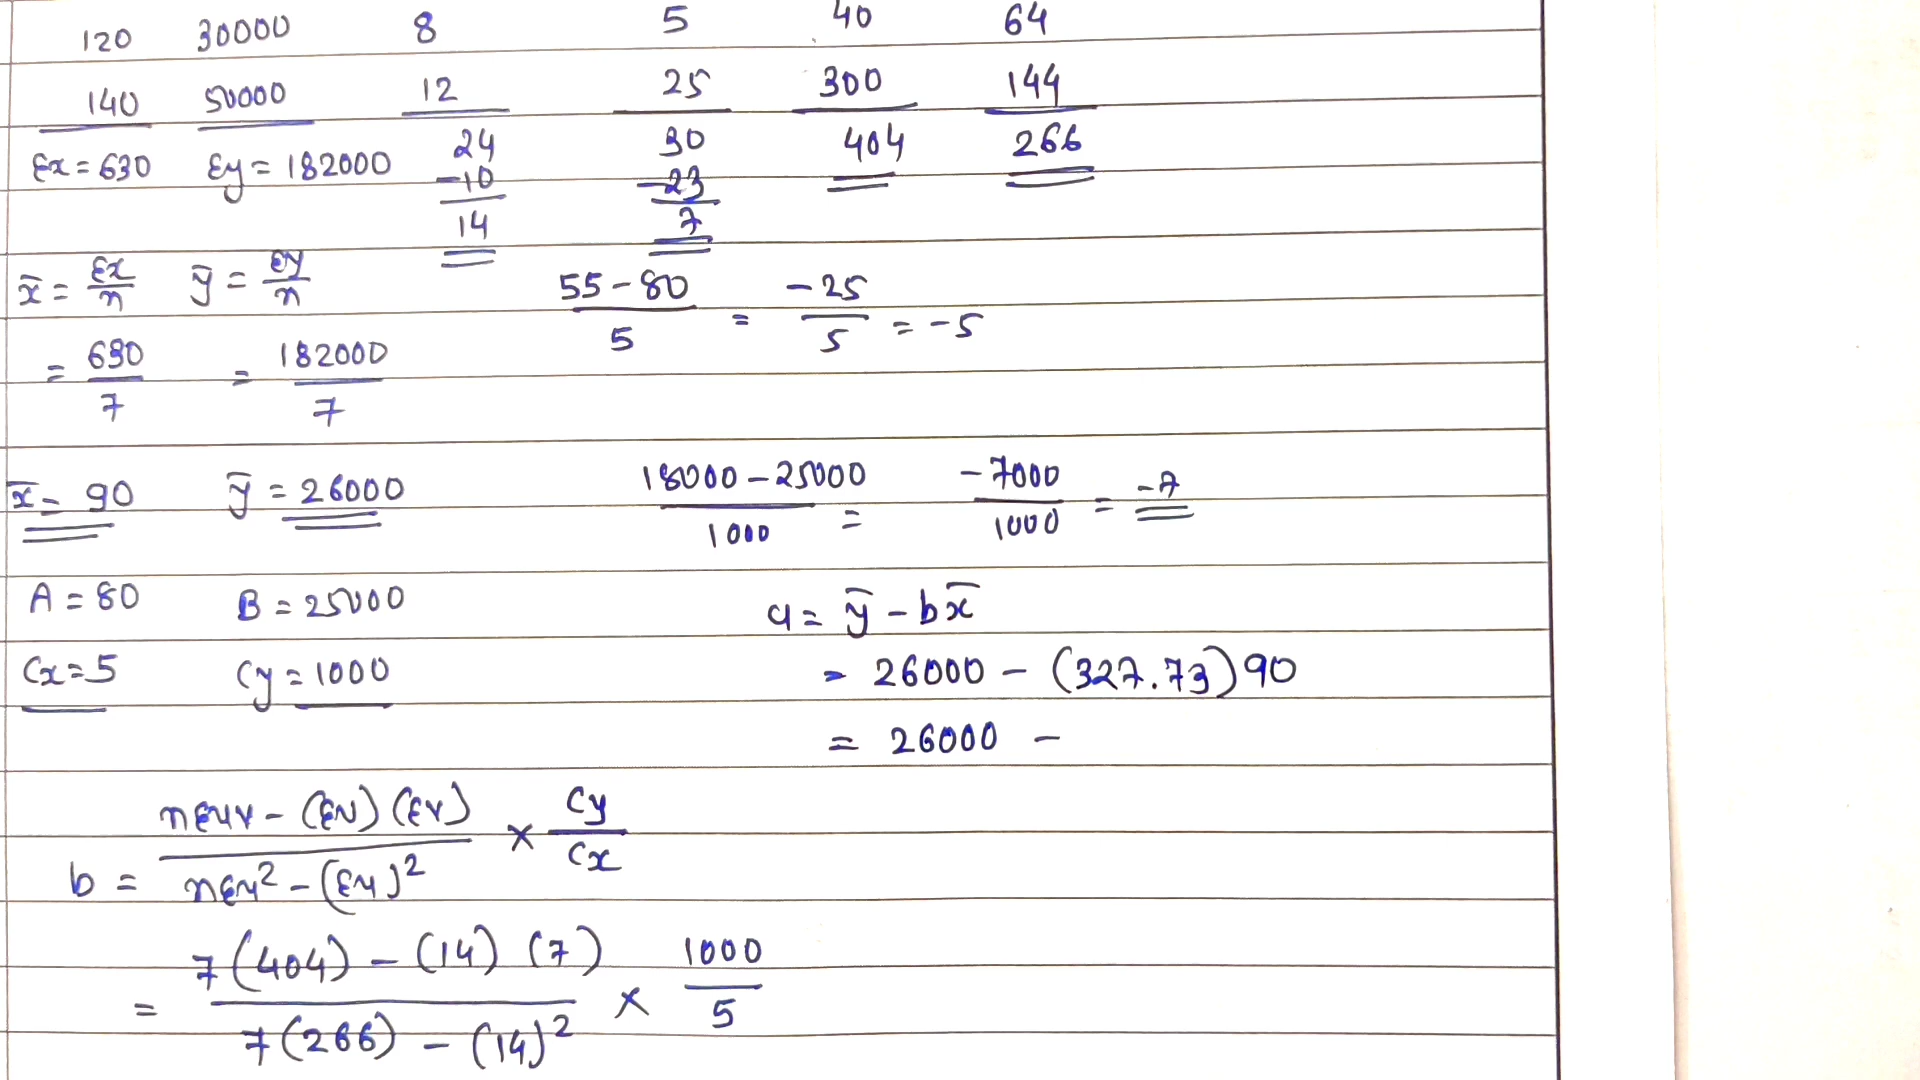 120 30000 8 5 40 64
140 50000 12 25 300 144
Σx = 630 Σy = 182000 24 30 404 266
-10 -23
14 7
x̄ = Σx/n ȳ = Σy/n 55-80/5 = -25/5 = -5
= 630/7 = 182000/7
x̄ = 90 ȳ = 26000 18000-25000/1000 = -7000/1000 = -7
A = 80 B = 25000 a = ȳ - bx̄
Cx = 5 Cy = 1000 = 26000 - (327.73)90
= 26000 -
b = nΣuv - (Σu)(Σv)/nΣu² - (Σu)² × Cy/Cx
= 7(404) - (14)(7)/7(266) - (14)² × 1000/5